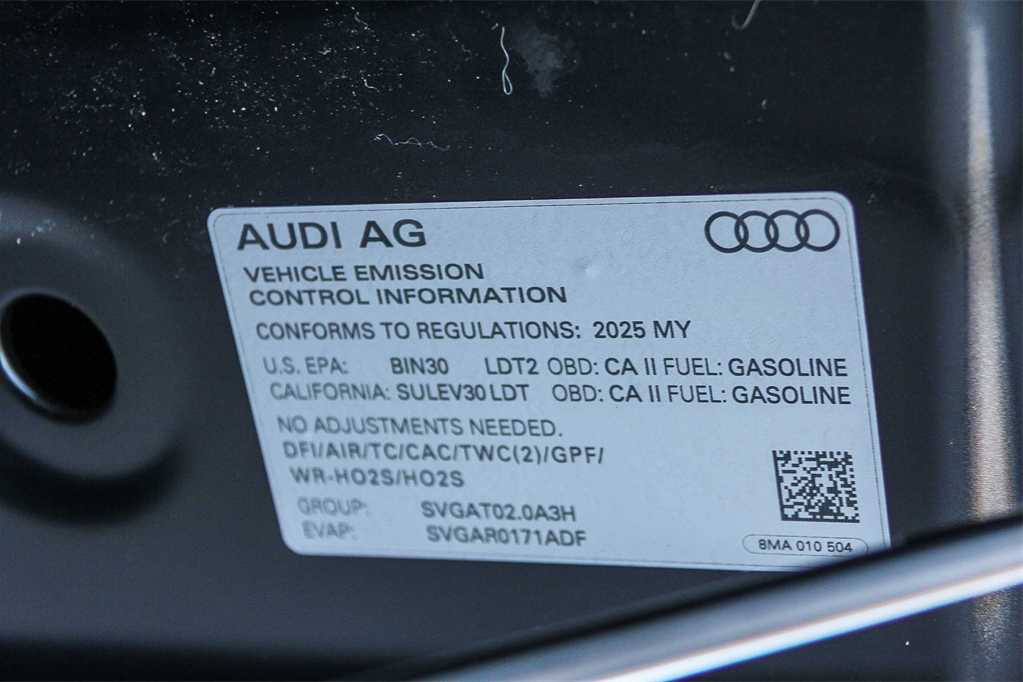 AUDI AG
VEHICLE EMISSION
CONTROL INFORMATION
CONFORMS TO REGULATIONS: 2025 MY
U.S. EPA: BIN30 LDT2 OBD: CA II FUEL: GASOLINE
CALIFORNIA: SULEV30 LDT OBD: CA II FUEL: GASOLINE
NO ADJUSTMENTS NEEDED.
DFI/AIR/TC/CAC/TWC(2)/GPF/
WR-HO2S/HO2S
GROUP: SVGAT02.0A3H
EVAP: SVGAR0171ADF
8MA 010 504